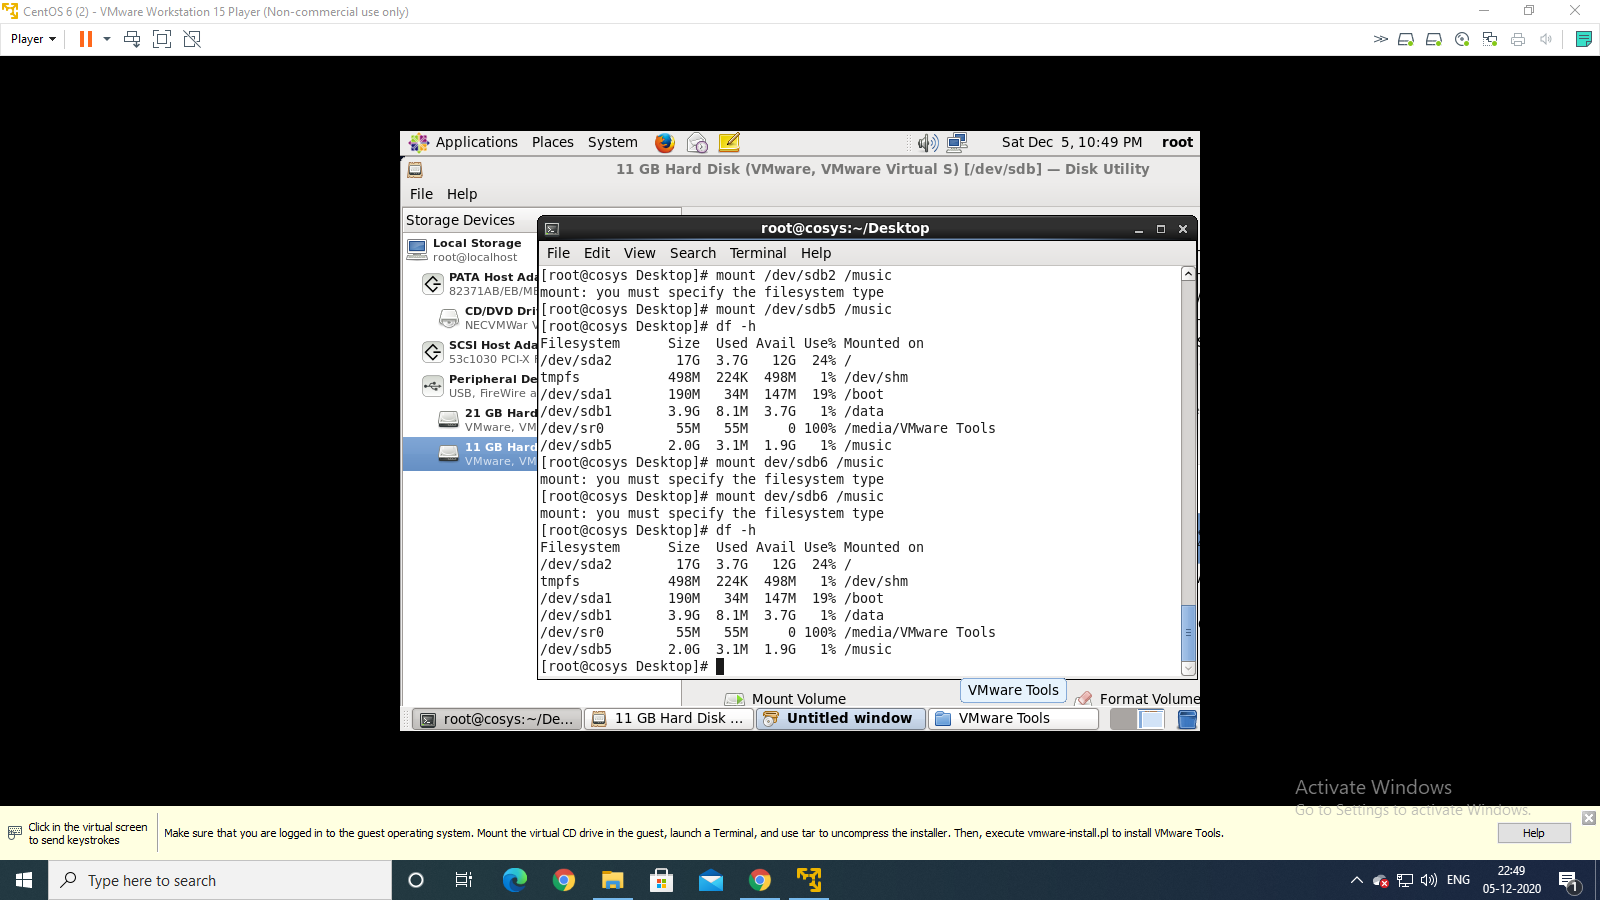 CentOS 6 (2) - VMware Workstation 15 Player (Non-commercial use only)
Player
Applications Places System Sat Dec 5, 10:49 PM root
11 GB Hard Disk (VMware, VMware Virtual S) [/dev/sdb] — Disk Utility
File Help
Storage Devices
Local Storage
root@localhost
PATA Host Ada
82371AB/EB/MB
CD/DVD Dri
NECVMWar V
SCSI Host Ada
53c1030 PCI-X F
Peripheral De
USB, FireWire a
21 GB Hard
VMware, VM
11 GB Hard
VMware, VM
root@cosys:~/Desktop
File Edit View Search Terminal Help
[root@cosys Desktop]# mount /dev/sdb2 /music
mount: you must specify the filesystem type
[root@cosys Desktop]# mount /dev/sdb5 /music
[root@cosys Desktop]# df -h
Filesystem Size Used Avail Use% Mounted on
/dev/sda2 17G 3.7G 12G 24% /
tmpfs 498M 224K 498M 1% /dev/shm
/dev/sda1 190M 34M 147M 19% /boot
/dev/sdb1 3.9G 8.1M 3.7G 1% /data
/dev/sr0 55M 55M 0 100% /media/VMware Tools
/dev/sdb5 2.0G 3.1M 1.9G 1% /music
[root@cosys Desktop]# mount dev/sdb6 /music
mount: you must specify the filesystem type
[root@cosys Desktop]# mount dev/sdb6 /music
mount: you must specify the filesystem type
[root@cosys Desktop]# df -h
Filesystem Size Used Avail Use% Mounted on
/dev/sda2 17G 3.7G 12G 24% /
tmpfs 498M 224K 498M 1% /dev/shm
/dev/sda1 190M 34M 147M 19% /boot
/dev/sdb1 3.9G 8.1M 3.7G 1% /data
/dev/sr0 55M 55M 0 100% /media/VMware Tools
/dev/sdb5 2.0G 3.1M 1.9G 1% /music
[root@cosys Desktop]#
VMware Tools
Mount Volume Format Volume
root@cosys:~/De... 11 GB Hard Disk ... Untitled window VMware Tools
Activate Windows
Go to Settings to activate Windows.
Click in the virtual screen
to send keystrokes
Make sure that you are logged in to the guest operating system. Mount the virtual CD drive in the guest, launch a Terminal, and use tar to uncompress the installer. Then, execute vmware-install.pl to install VMware Tools.
Help
Type here to search
ENG
22:49
05-12-2020
1